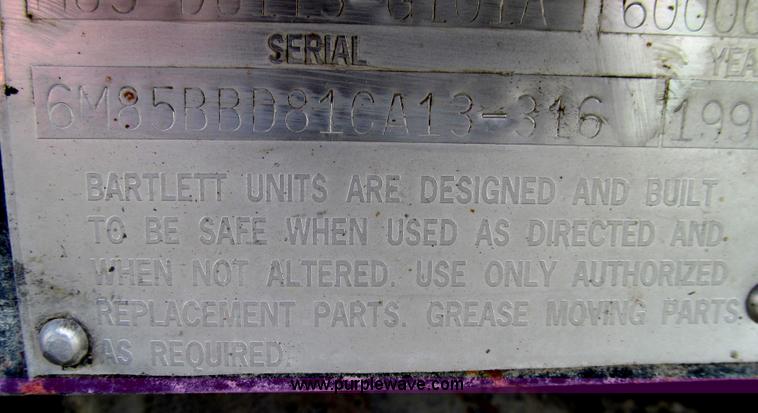 SERIAL
YEA
6M85BBD81CA13-316 199
BARTLETT UNITS ARE DESIGNED AND BUILT
TO BE SAFE WHEN USED AS DIRECTED AND
WHEN NOT ALTERED. USE ONLY AUTHORIZED
REPLACEMENT PARTS. GREASE MOVING PARTS
AS REQUIRED.
www.purplewave.com